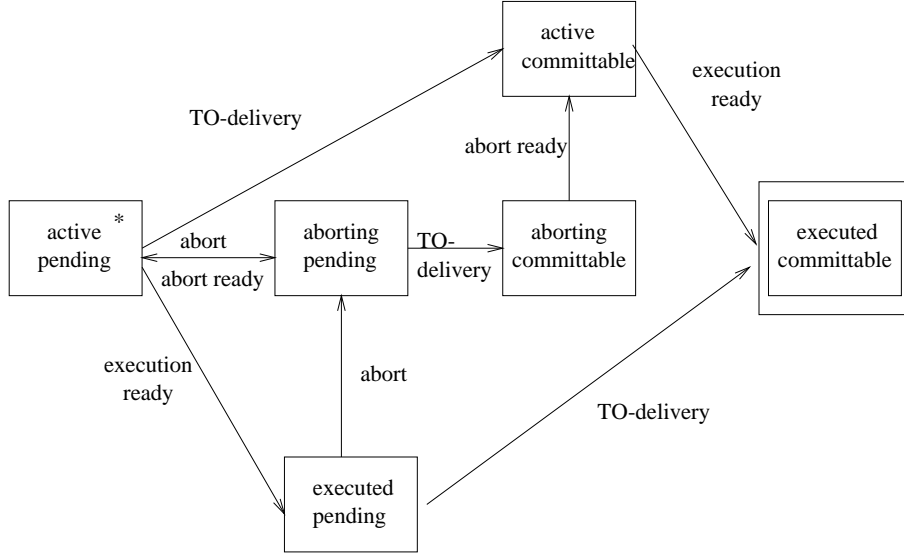 active
committable
execution
ready
TO-delivery
abort ready
active *
pending
abort
abort ready
aborting
pending
TO-
delivery
aborting
committable
executed
committable
execution
ready
abort
TO-delivery
executed
pending